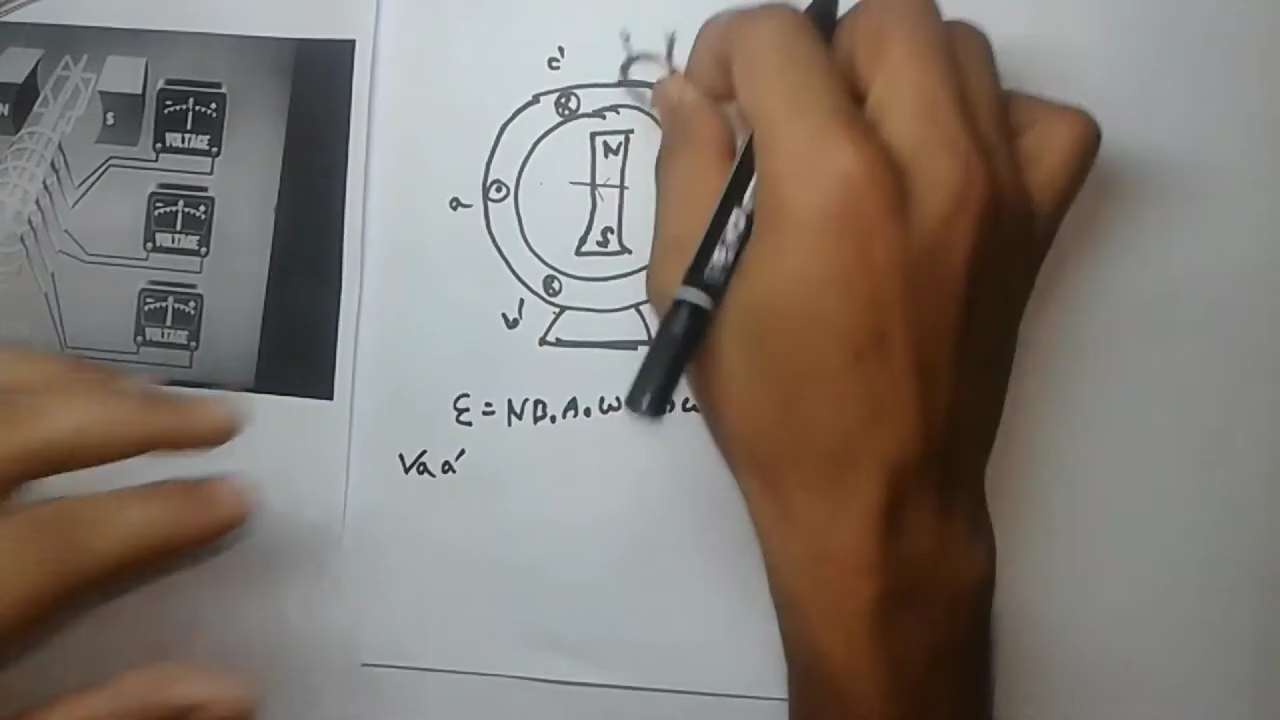 N
S
VOLTAGE
VOLTAGE
VOLTAGE
c'
a
b'
N
S
ε = NB.A.ω
Vaa'